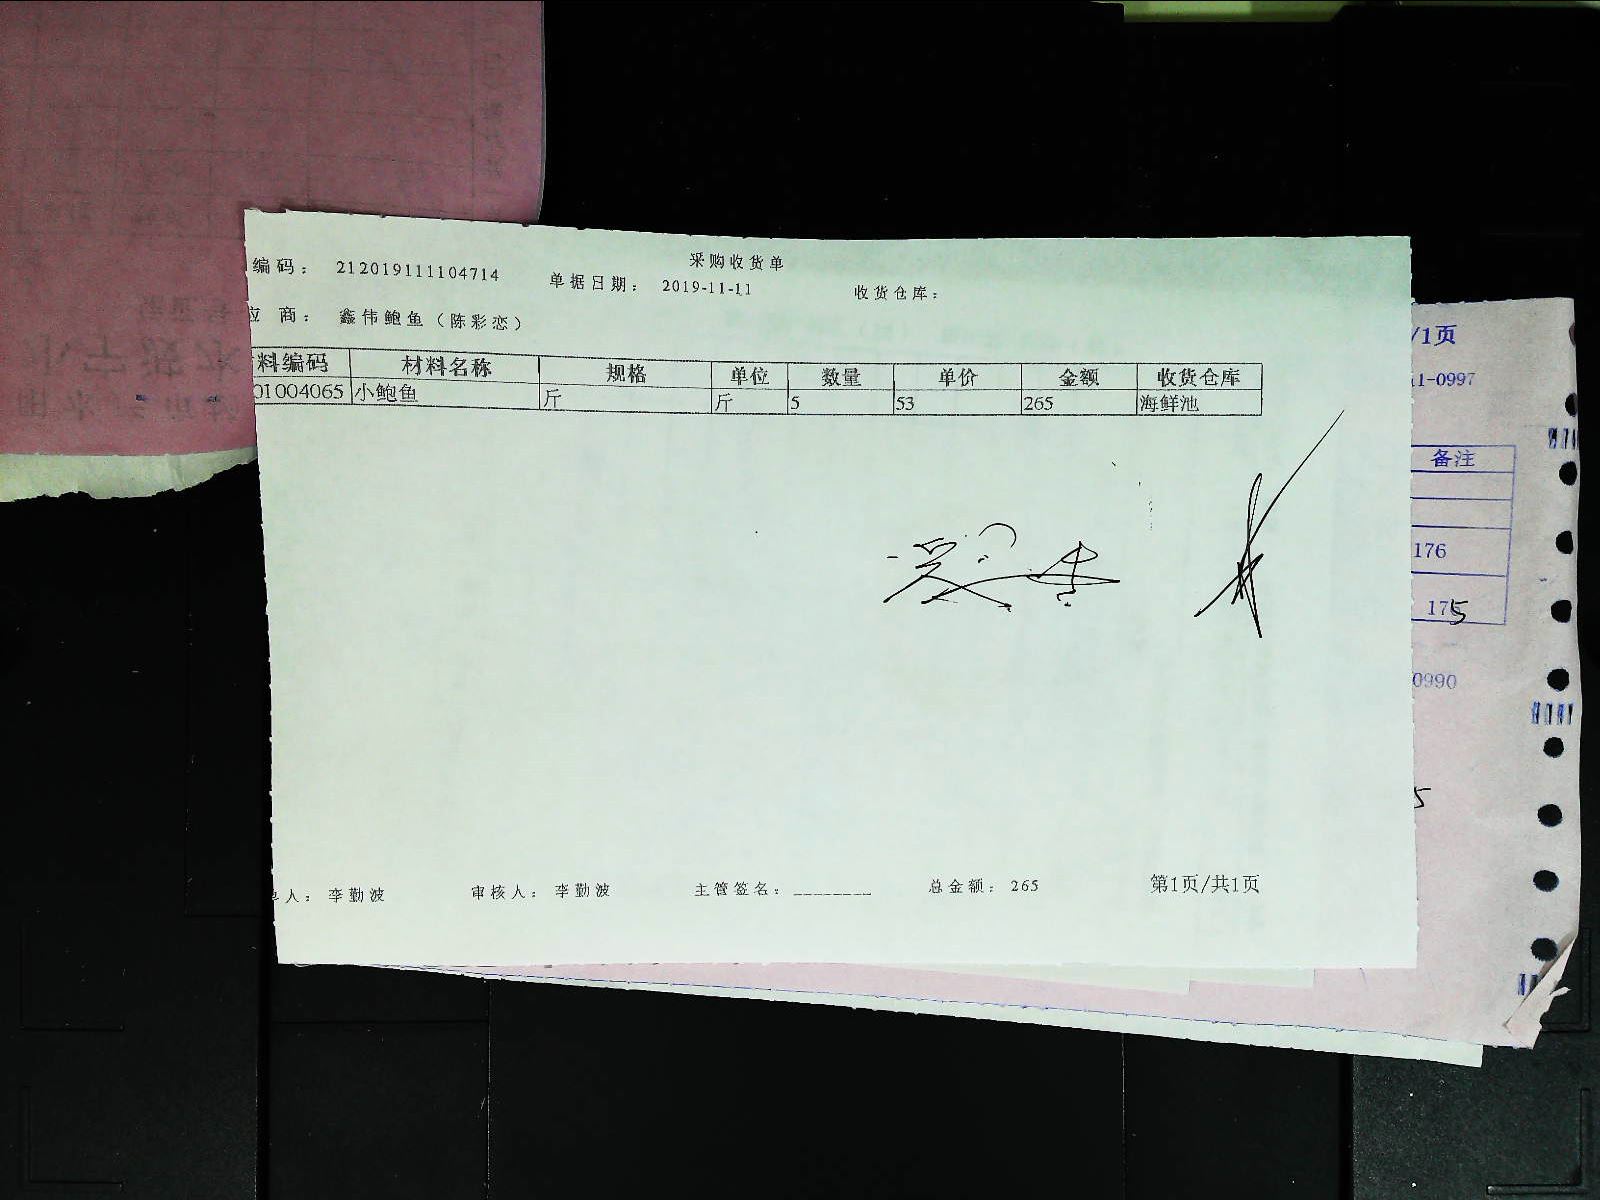 采购收货单
编码： 212019111104714 单据日期： 2019-11-11 收货仓库：
应 商： 鑫伟鲍鱼（陈彩恋）
料编码 材料名称 规格 单位 数量 单价 金额 收货仓库
01004065 小鲍鱼 斤 斤 5 53 265 海鲜池
单人： 李勤波 审核人： 李勤波 主管签名：________ 总金额： 265 第1页/共1页
/1页
11-0997
备注
176
175
0990
5